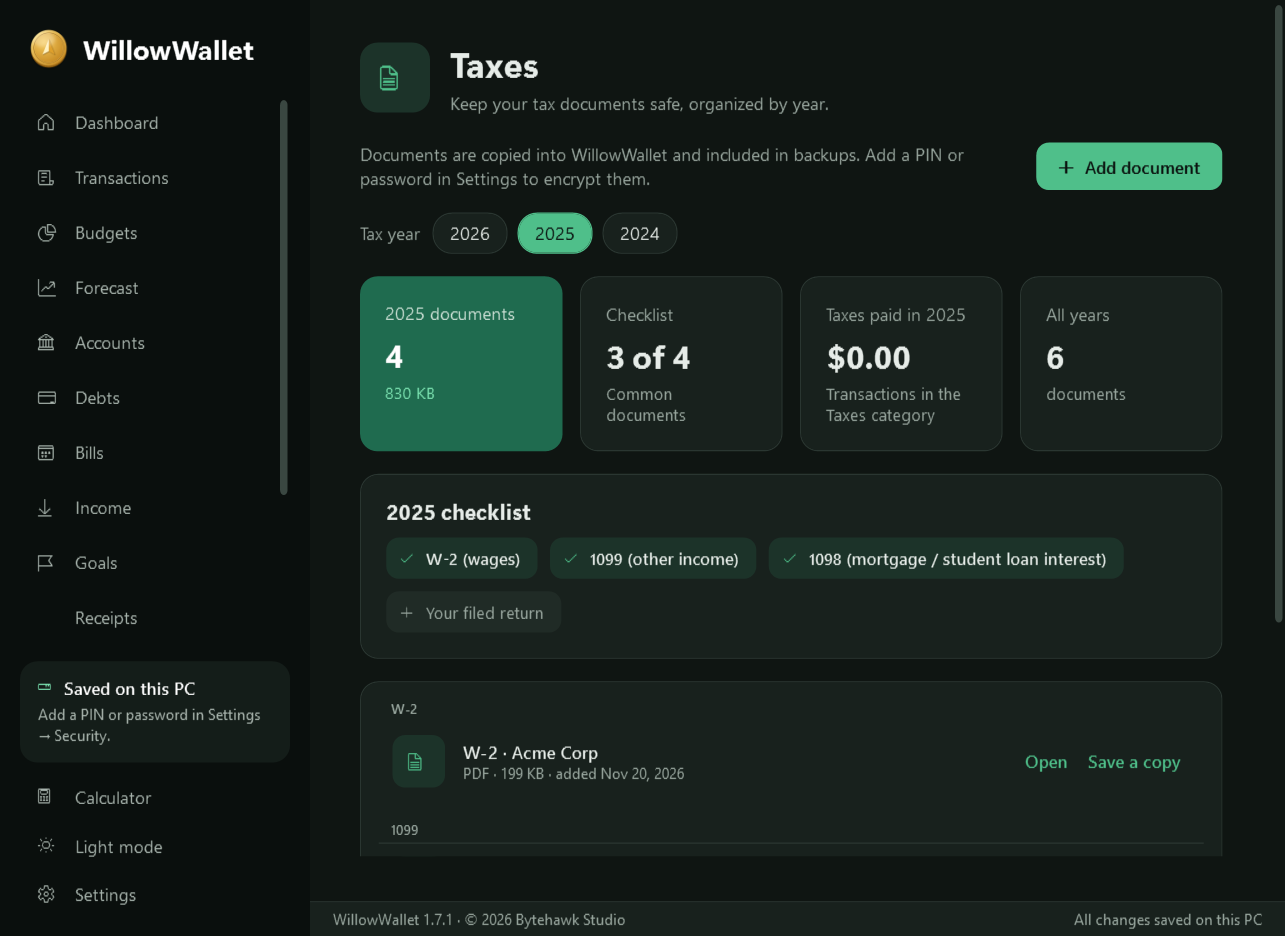 WillowWallet
Dashboard
Transactions
Budgets
Forecast
Accounts
Debts
Bills
Income
Goals
Receipts
Saved on this PC
Add a PIN or password in Settings
→ Security.
Calculator
Light mode
Settings
Taxes
Keep your tax documents safe, organized by year.
Documents are copied into WillowWallet and included in backups. Add a PIN or
password in Settings to encrypt them.
+ Add document
Tax year 2026 2025 2024
2025 documents
4
830 KB
Checklist
3 of 4
Common
documents
Taxes paid in 2025
$0.00
Transactions in the
Taxes category
All years
6
documents
2025 checklist
✓ W-2 (wages) ✓ 1099 (other income) ✓ 1098 (mortgage / student loan interest)
+ Your filed return
W-2
W-2 · Acme Corp
PDF · 199 KB · added Nov 20, 2026
Open Save a copy
1099
WillowWallet 1.7.1 · © 2026 Bytehawk Studio
All changes saved on this PC